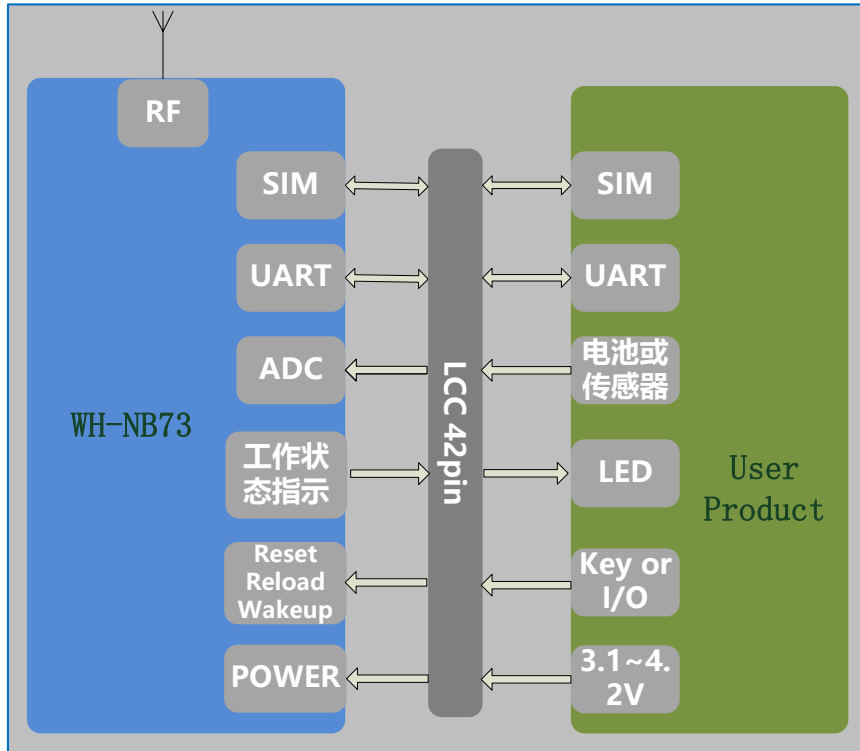 RF
SIM
UART
ADC
WH-NB73
工作状
态指示
Reset
Reload
Wakeup
POWER
LCC 42pin
SIM
UART
电池或
传感器
LED
User
Product
Key or
I/O
3.1~4.
2V